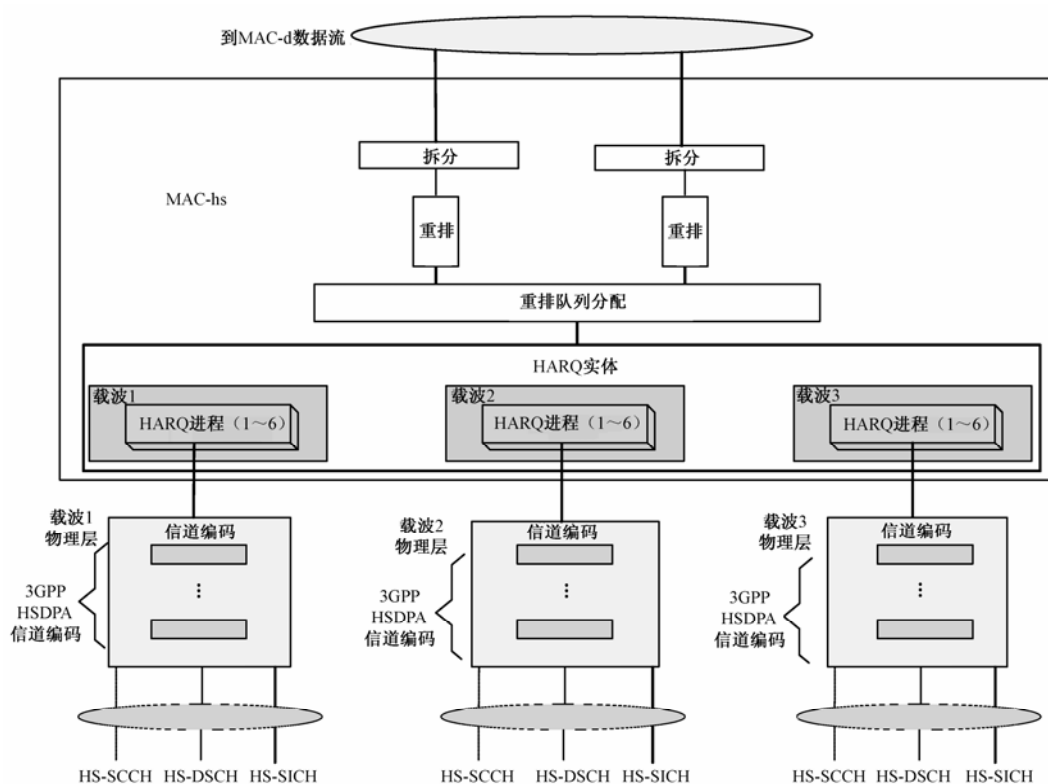 到MAC-d数据流
拆分
拆分
MAC-hs
重排
重排
重排队列分配
HARQ实体
载波1
载波2
载波3
HARQ进程（1～6）
HARQ进程（1～6）
HARQ进程（1～6）
载波1
物理层
信道编码
载波2
物理层
信道编码
载波3
物理层
信道编码
3GPP
HSDPA
信道编码
3GPP
HSDPA
信道编码
3GPP
HSDPA
信道编码
HS-SCCH HS-DSCH HS-SICH
HS-SCCH HS-DSCH HS-SICH
HS-SCCH HS-DSCH HS-SICH